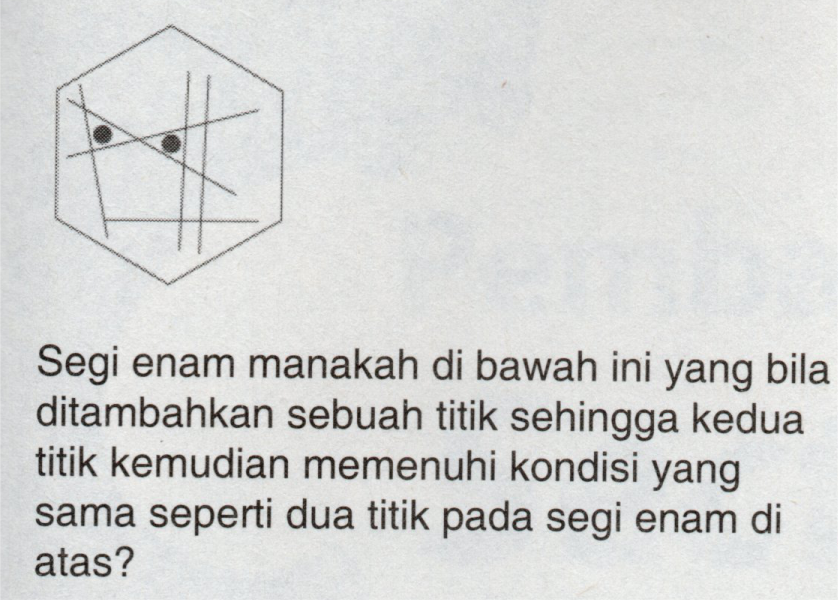 Segi enam manakah di bawah ini yang bila
ditambahkan sebuah titik sehingga kedua
titik kemudian memenuhi kondisi yang
sama seperti dua titik pada segi enam di
atas?